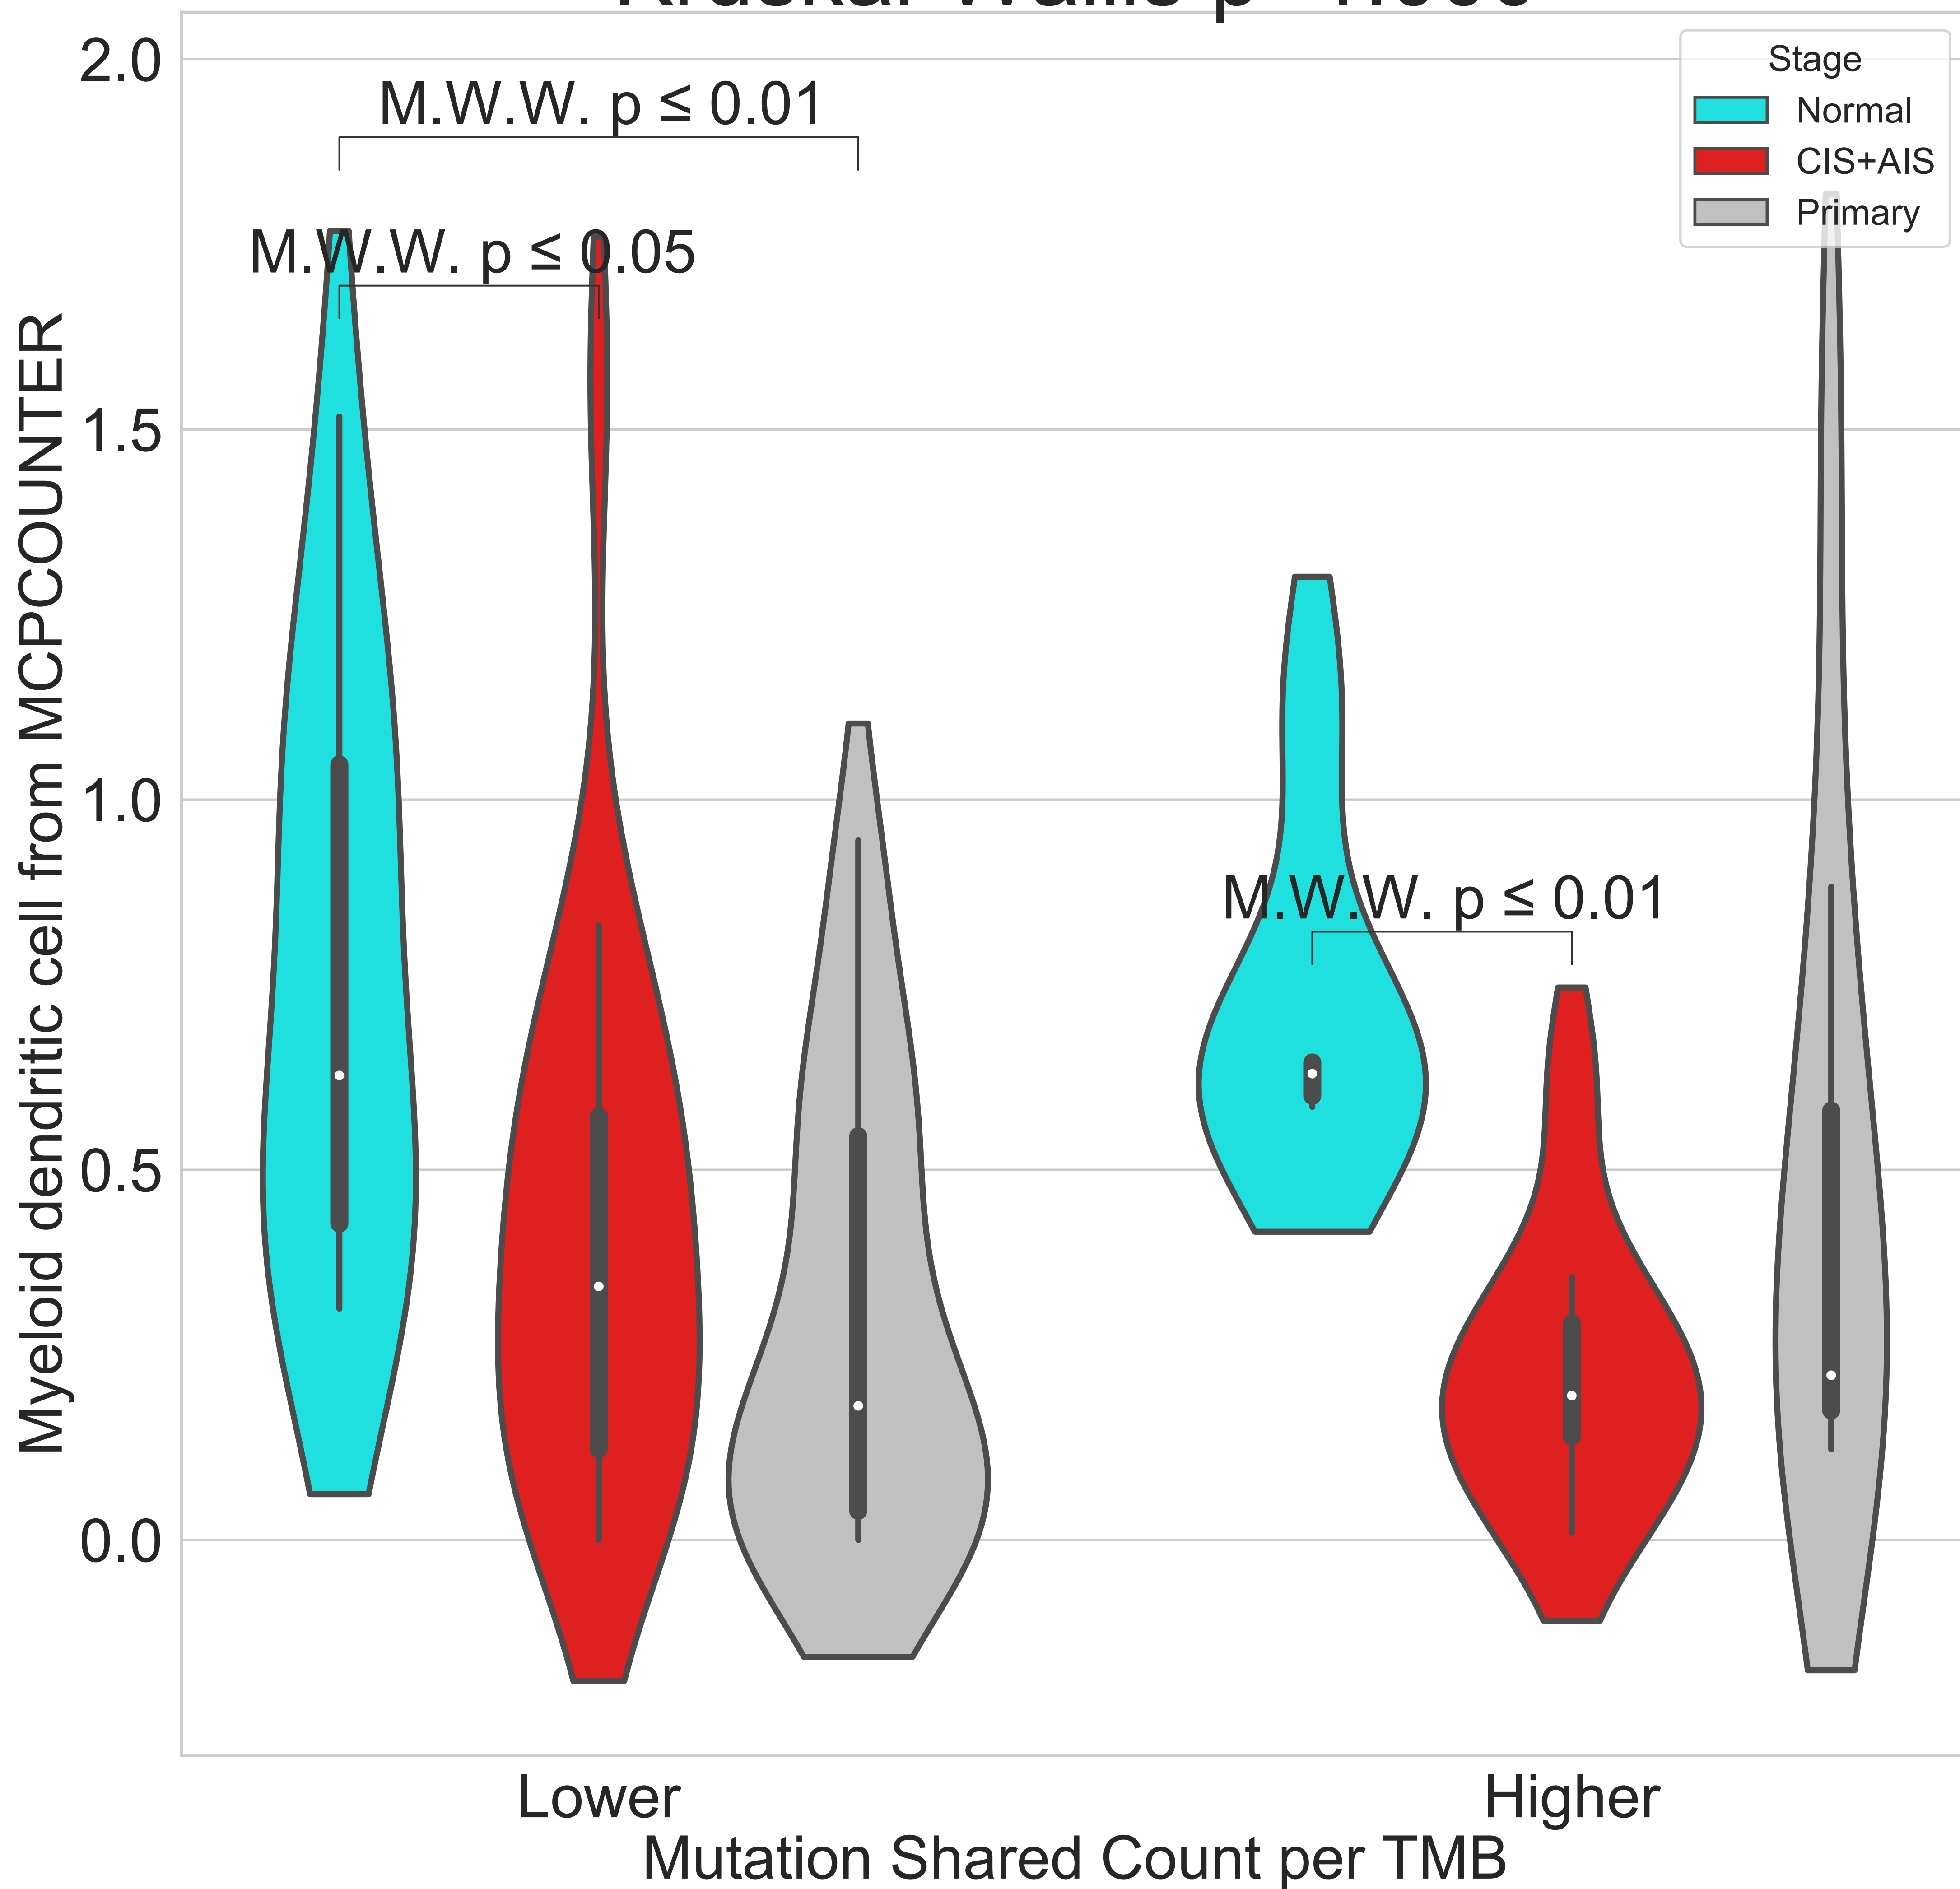 2.0
1.5
1.0
0.5
0.0
Myeloid dendritic cell from MCPCOUNTER
M.W.W. p ≤ 0.01
M.W.W. p ≤ 0.05
M.W.W. p ≤ 0.01
Stage
Normal
CIS+AIS
Primary
Lower
Higher
Mutation Shared Count per TMB